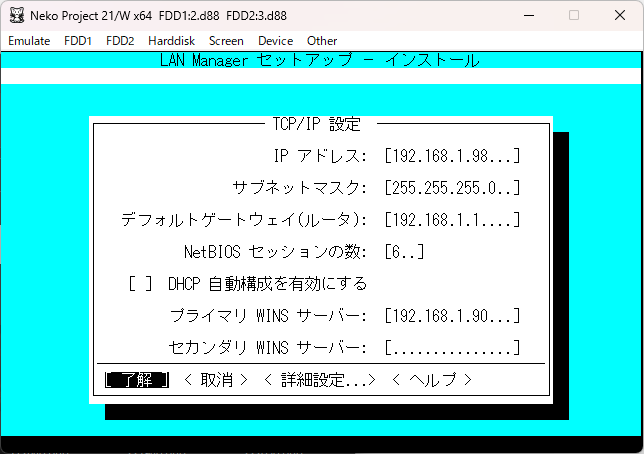 Neko Project 21/W x64 FDD1:2.d88 FDD2:3.d88
Emulate FDD1 FDD2 Harddisk Screen Device Other
LAN Manager セットアップ - インストール
TCP/IP 設定
IP アドレス: [192.168.1.98...]
サブネットマスク: [255.255.255.0..]
デフォルトゲートウェイ(ルータ): [192.168.1.1....]
NetBIOS セッションの数: [6..]
[ ] DHCP 自動構成を有効にする
プライマリ WINS サーバー: [192.168.1.90...]
セカンダリ WINS サーバー: [...............]
[ 了解 ] < 取消 > < 詳細設定...> < ヘルプ >